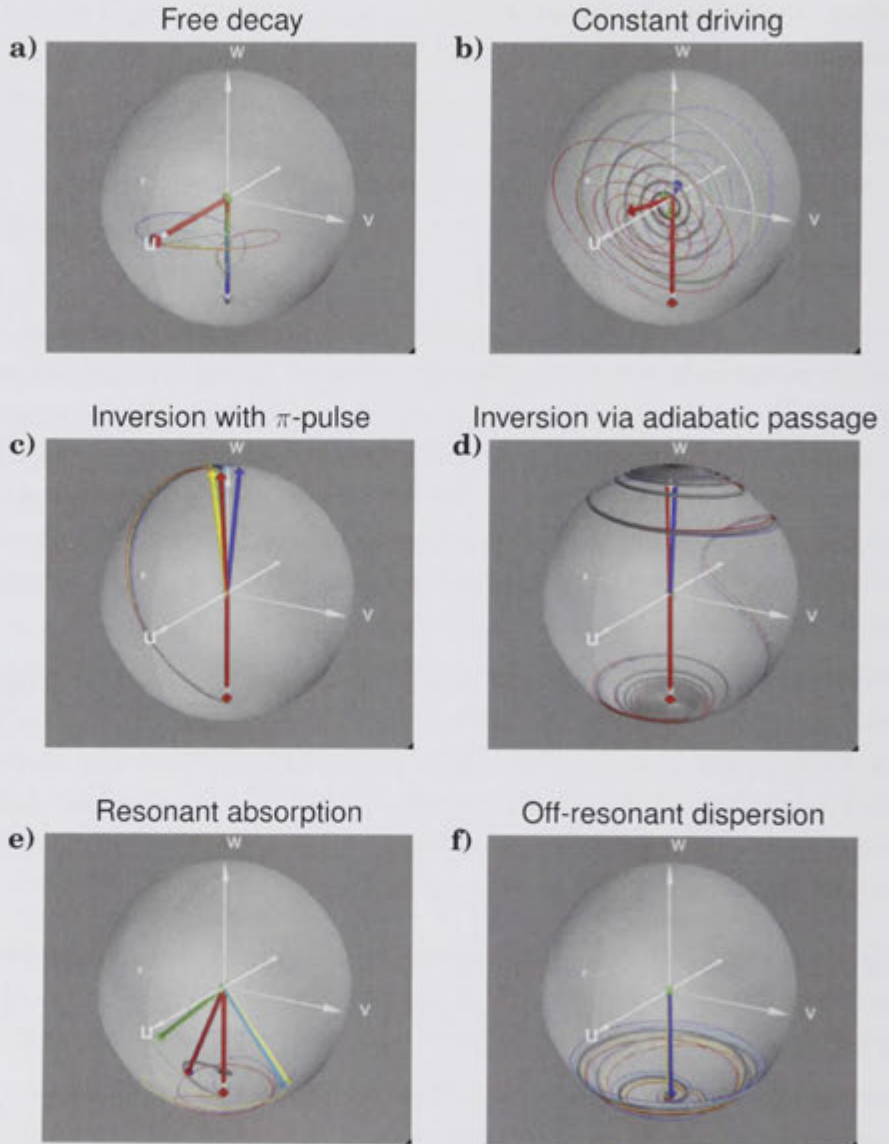 Free decay
Constant driving
a)
W
U
V
b)
W
U
V
Inversion with π-pulse
Inversion via adiabatic passage
c)
W
U
V
d)
W
U
V
Resonant absorption
Off-resonant dispersion
e)
W
U
V
f)
W
U
V